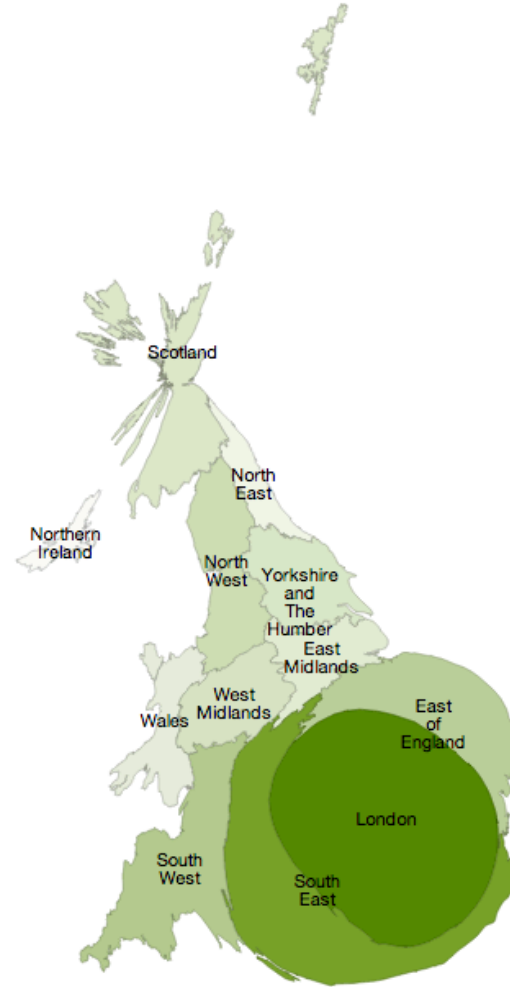 Scotland
North
East
Northern
Ireland
North
West
Yorkshire
and
The
Humber
East
Midlands
West
Midlands
Wales
East
of
England
London
South
West
South
East